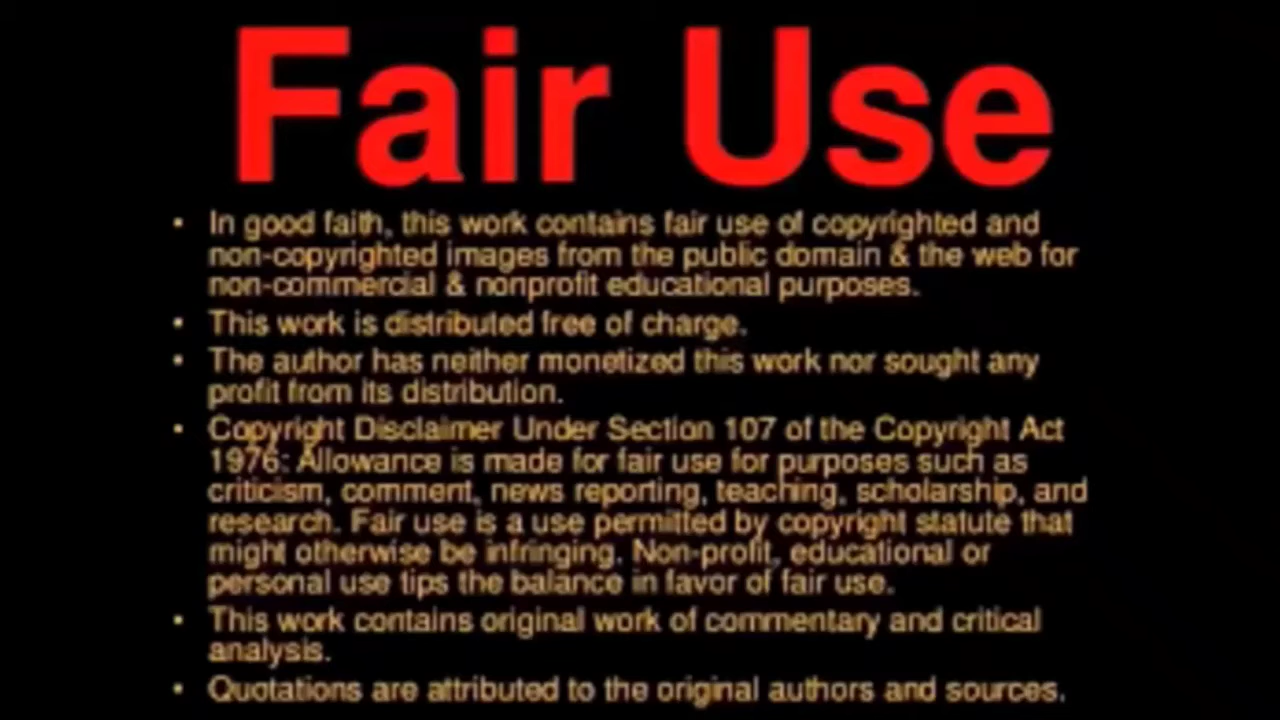 Fair Use
• In good faith, this work contains fair use of copyrighted and
non-copyrighted images from the public domain & the web for
non-commercial & nonprofit educational purposes.
• This work is distributed free of charge.
• The author has neither monetized this work nor sought any
profit from its distribution.
• Copyright Disclaimer Under Section 107 of the Copyright Act
1976: Allowance is made for fair use for purposes such as
criticism, comment, news reporting, teaching, scholarship, and
research. Fair use is a use permitted by copyright statute that
might otherwise be infringing. Non-profit, educational or
personal use tips the balance in favor of fair use.
• This work contains original work of commentary and critical
analysis.
• Quotations are attributed to the original authors and sources.